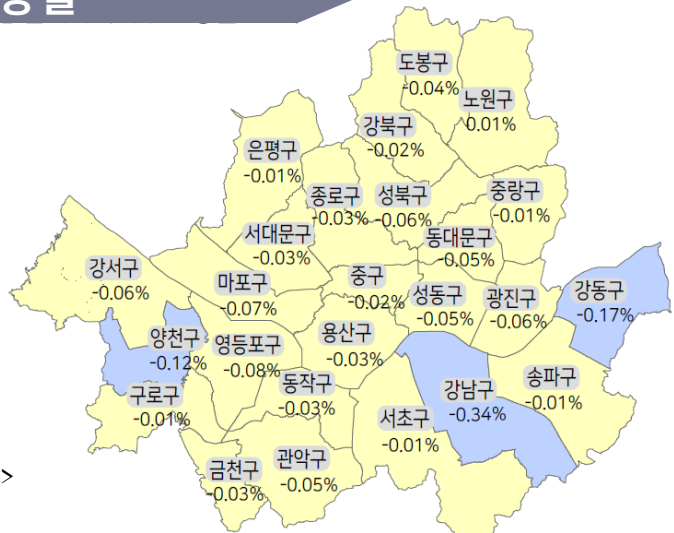 도봉구
-0.04%
노원구
0.01%
강북구
-0.02%
은평구
-0.01%
종로구
-0.03%
성북구
-0.06%
중랑구
-0.01%
서대문구
-0.03%
동대문구
-0.05%
강서구
-0.06%
마포구
-0.07%
중구
-0.02%
성동구
-0.05%
광진구
-0.06%
강동구
-0.17%
양천구
-0.12%
영등포구
-0.08%
용산구
-0.03%
구로구
-0.01%
동작구
-0.03%
강남구
-0.34%
송파구
-0.01%
서초구
-0.01%
금천구
-0.03%
관악구
-0.05%
>